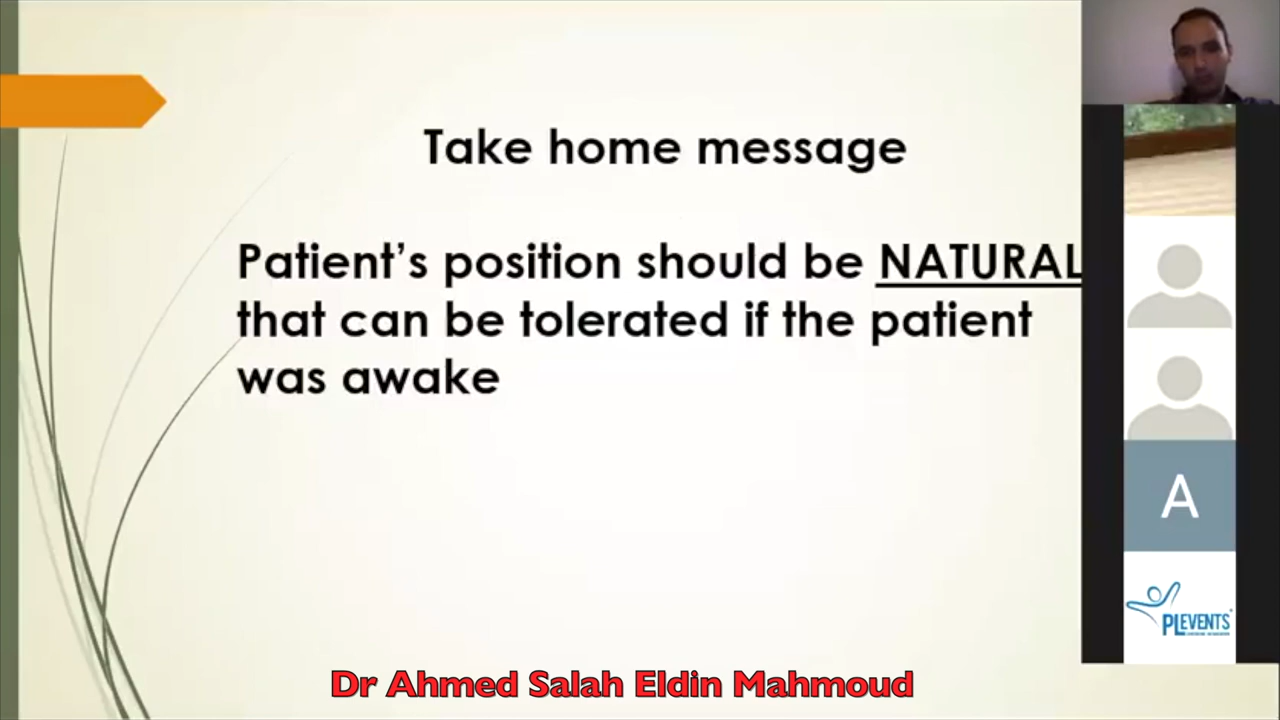 Take home message
Patient's position should be NATURAL
that can be tolerated if the patient
was awake
A
PLEVENTS
Dr Ahmed Salah Eldin Mahmoud